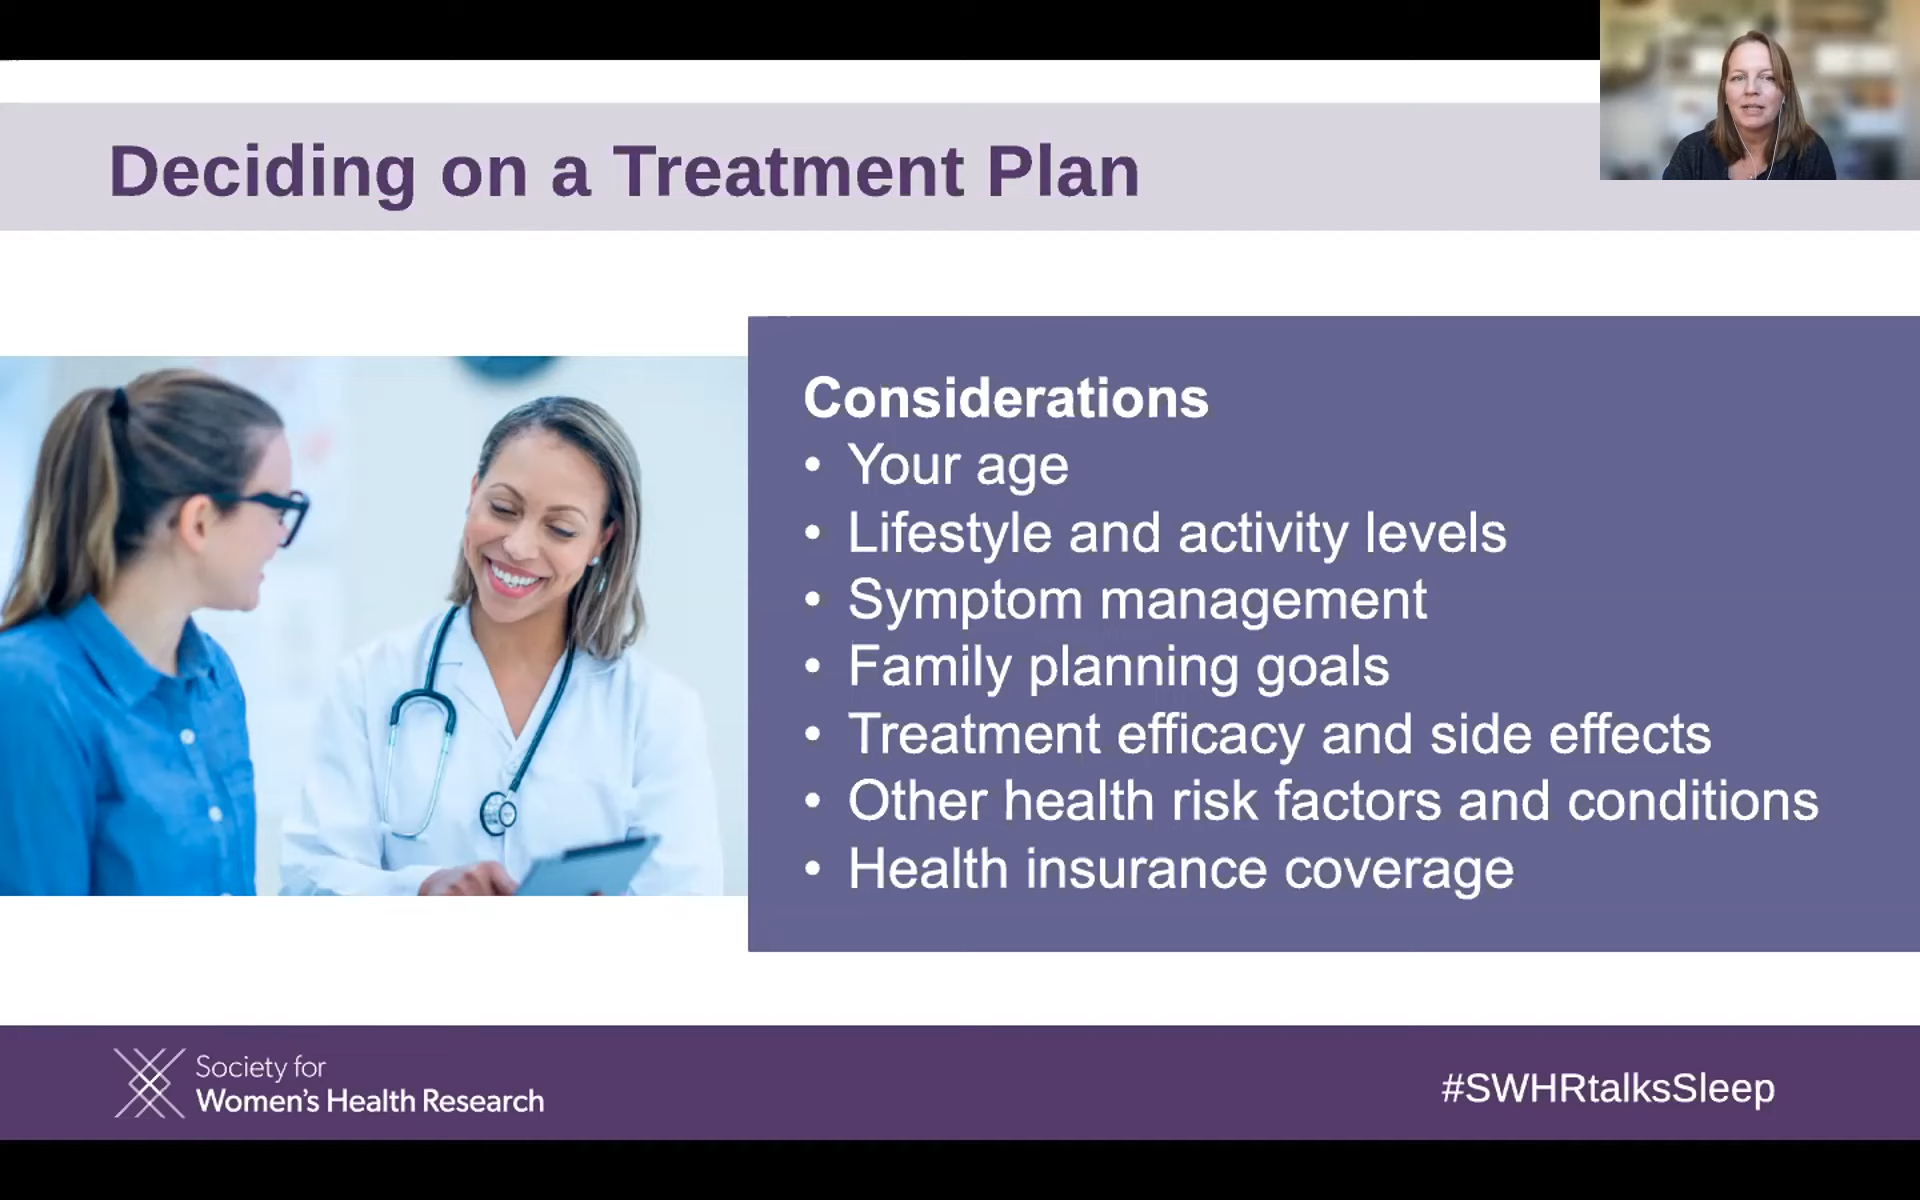 Deciding on a Treatment Plan
Considerations
• Your age
• Lifestyle and activity levels
• Symptom management
• Family planning goals
• Treatment efficacy and side effects
• Other health risk factors and conditions
• Health insurance coverage
Society for
Women's Health Research
#SWHRtalksSleep